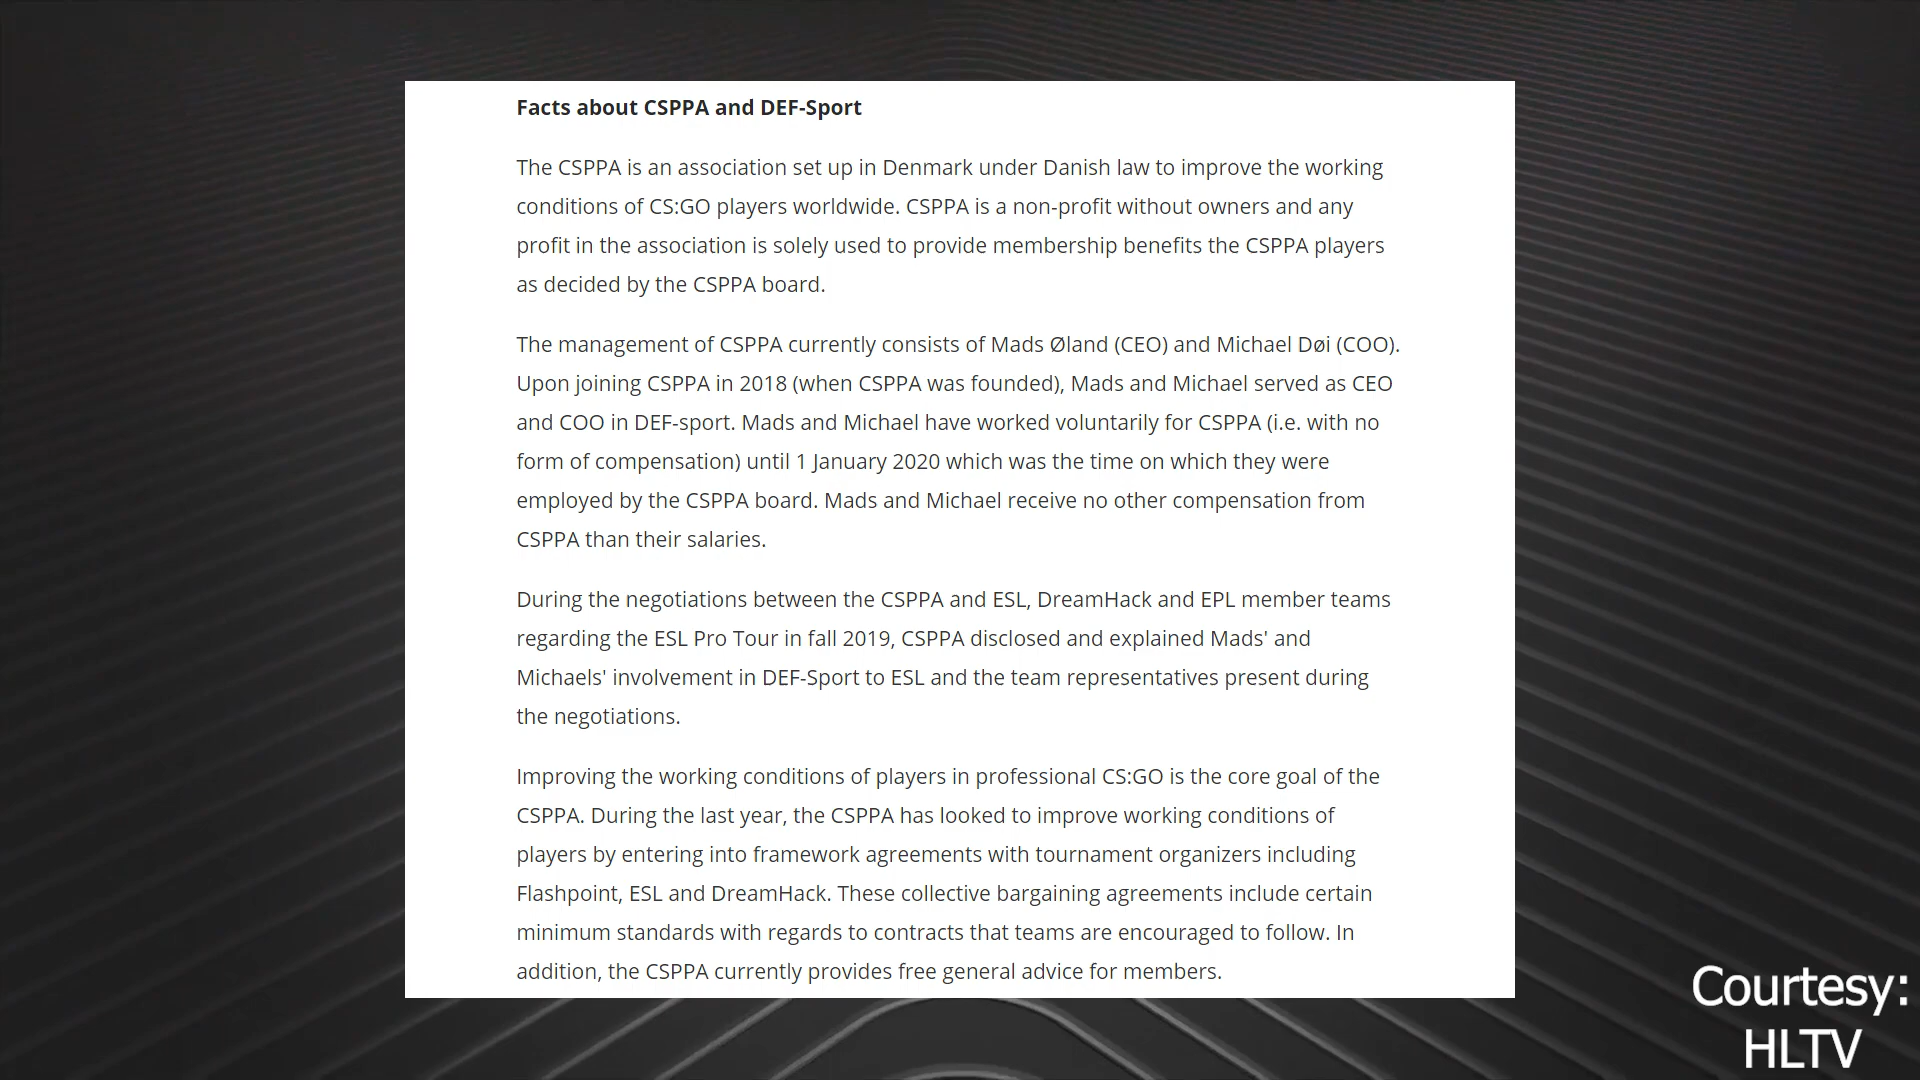 Facts about CSPPA and DEF-Sport
The CSPPA is an association set up in Denmark under Danish law to improve the working
conditions of CS:GO players worldwide. CSPPA is a non-profit without owners and any
profit in the association is solely used to provide membership benefits the CSPPA players
as decided by the CSPPA board.
The management of CSPPA currently consists of Mads Øland (CEO) and Michael Døi (COO).
Upon joining CSPPA in 2018 (when CSPPA was founded), Mads and Michael served as CEO
and COO in DEF-sport. Mads and Michael have worked voluntarily for CSPPA (i.e. with no
form of compensation) until 1 January 2020 which was the time on which they were
employed by the CSPPA board. Mads and Michael receive no other compensation from
CSPPA than their salaries.
During the negotiations between the CSPPA and ESL, DreamHack and EPL member teams
regarding the ESL Pro Tour in fall 2019, CSPPA disclosed and explained Mads' and
Michaels' involvement in DEF-Sport to ESL and the team representatives present during
the negotiations.
Improving the working conditions of players in professional CS:GO is the core goal of the
CSPPA. During the last year, the CSPPA has looked to improve working conditions of
players by entering into framework agreements with tournament organizers including
Flashpoint, ESL and DreamHack. These collective bargaining agreements include certain
minimum standards with regards to contracts that teams are encouraged to follow. In
addition, the CSPPA currently provides free general advice for members.
Courtesy:
HLTV